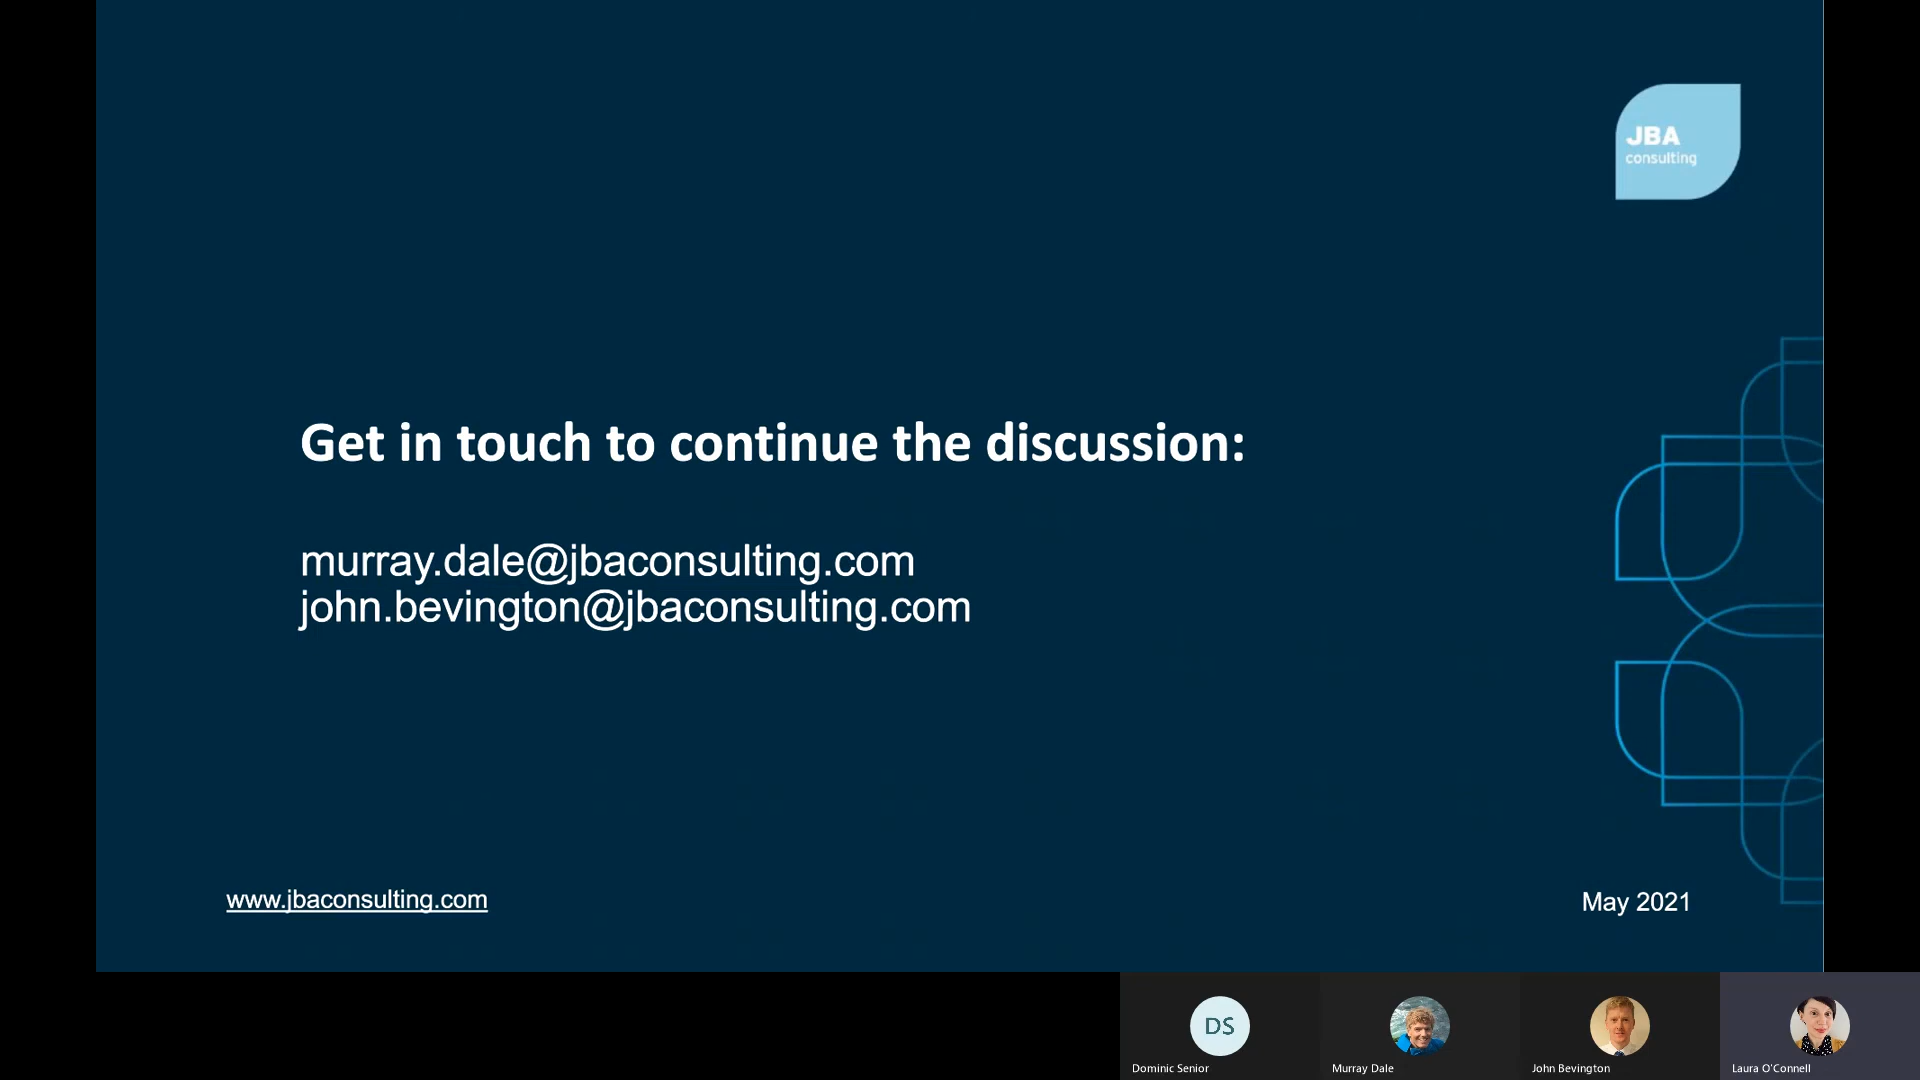 JBA
consulting
Get in touch to continue the discussion:
murray.dale@jbaconsulting.com
john.bevington@jbaconsulting.com
www.jbaconsulting.com
May 2021
DS
Dominic Senior
Murray Dale
John Bevington
Laura O'Connell